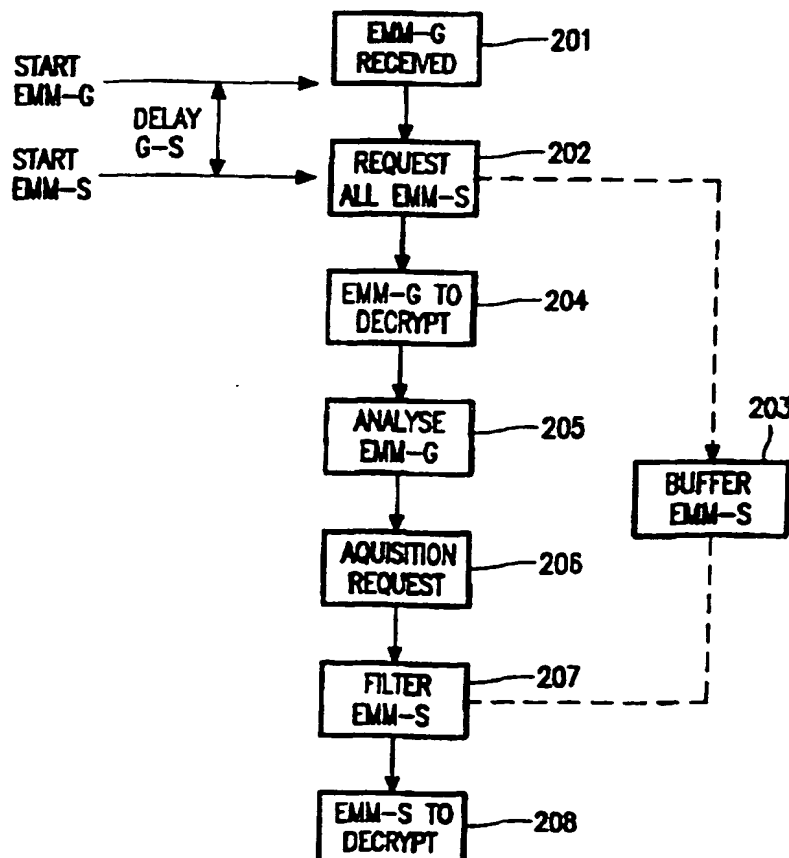 EMM-G
RECEIVED
201
START
EMM-G
DELAY
G-S
START
EMM-S
REQUEST
ALL EMM-S
202
EMM-G TO
DECRYPT
204
ANALYSE
EMM-G
205
203
BUFFER
EMM-S
AQUISITION
REQUEST
206
FILTER
EMM-S
207
EMM-S TO
DECRYPT
208